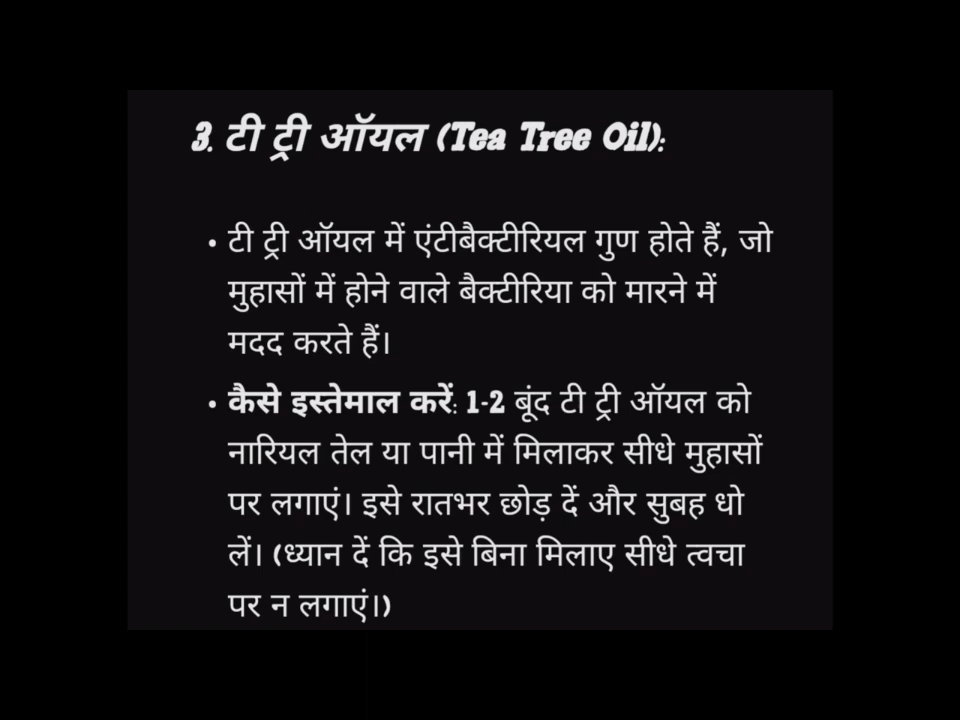 3. टी ट्री ऑयल (Tea Tree Oil):
• टी ट्री ऑयल में एंटीबैक्टीरियल गुण होते हैं, जो
मुहासों में होने वाले बैक्टीरिया को मारने में
मदद करते हैं।
• कैसे इस्तेमाल करें: 1-2 बूंद टी ट्री ऑयल को
नारियल तेल या पानी में मिलाकर सीधे मुहासों
पर लगाएं। इसे रातभर छोड़ दें और सुबह धो
लें। (ध्यान दें कि इसे बिना मिलाए सीधे त्वचा
पर न लगाएं।)